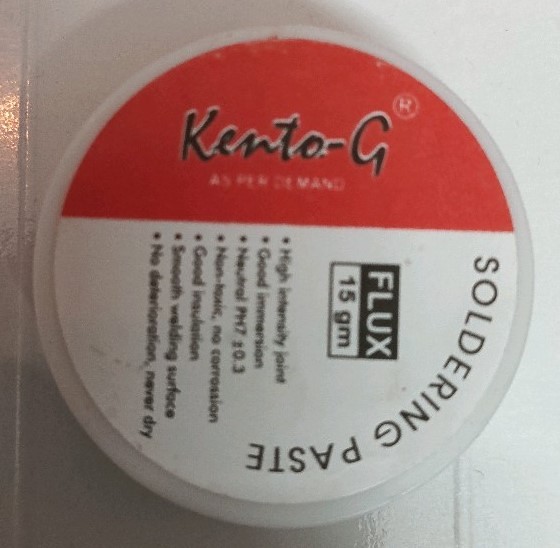 Kento-G ®
AS PER DEMAND
SOLDERING PASTE
FLUX
15 gm
• High intensity joint
• Good immersion
• Neutral PH7 ±0.3
• Non-toxic, no corrossion
• Good insulation
• Smooth welding surface
• No deterioration, never dry